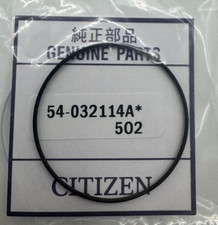 純正部品
GENUINE PARTS
54-032114A*
502
CITIZEN